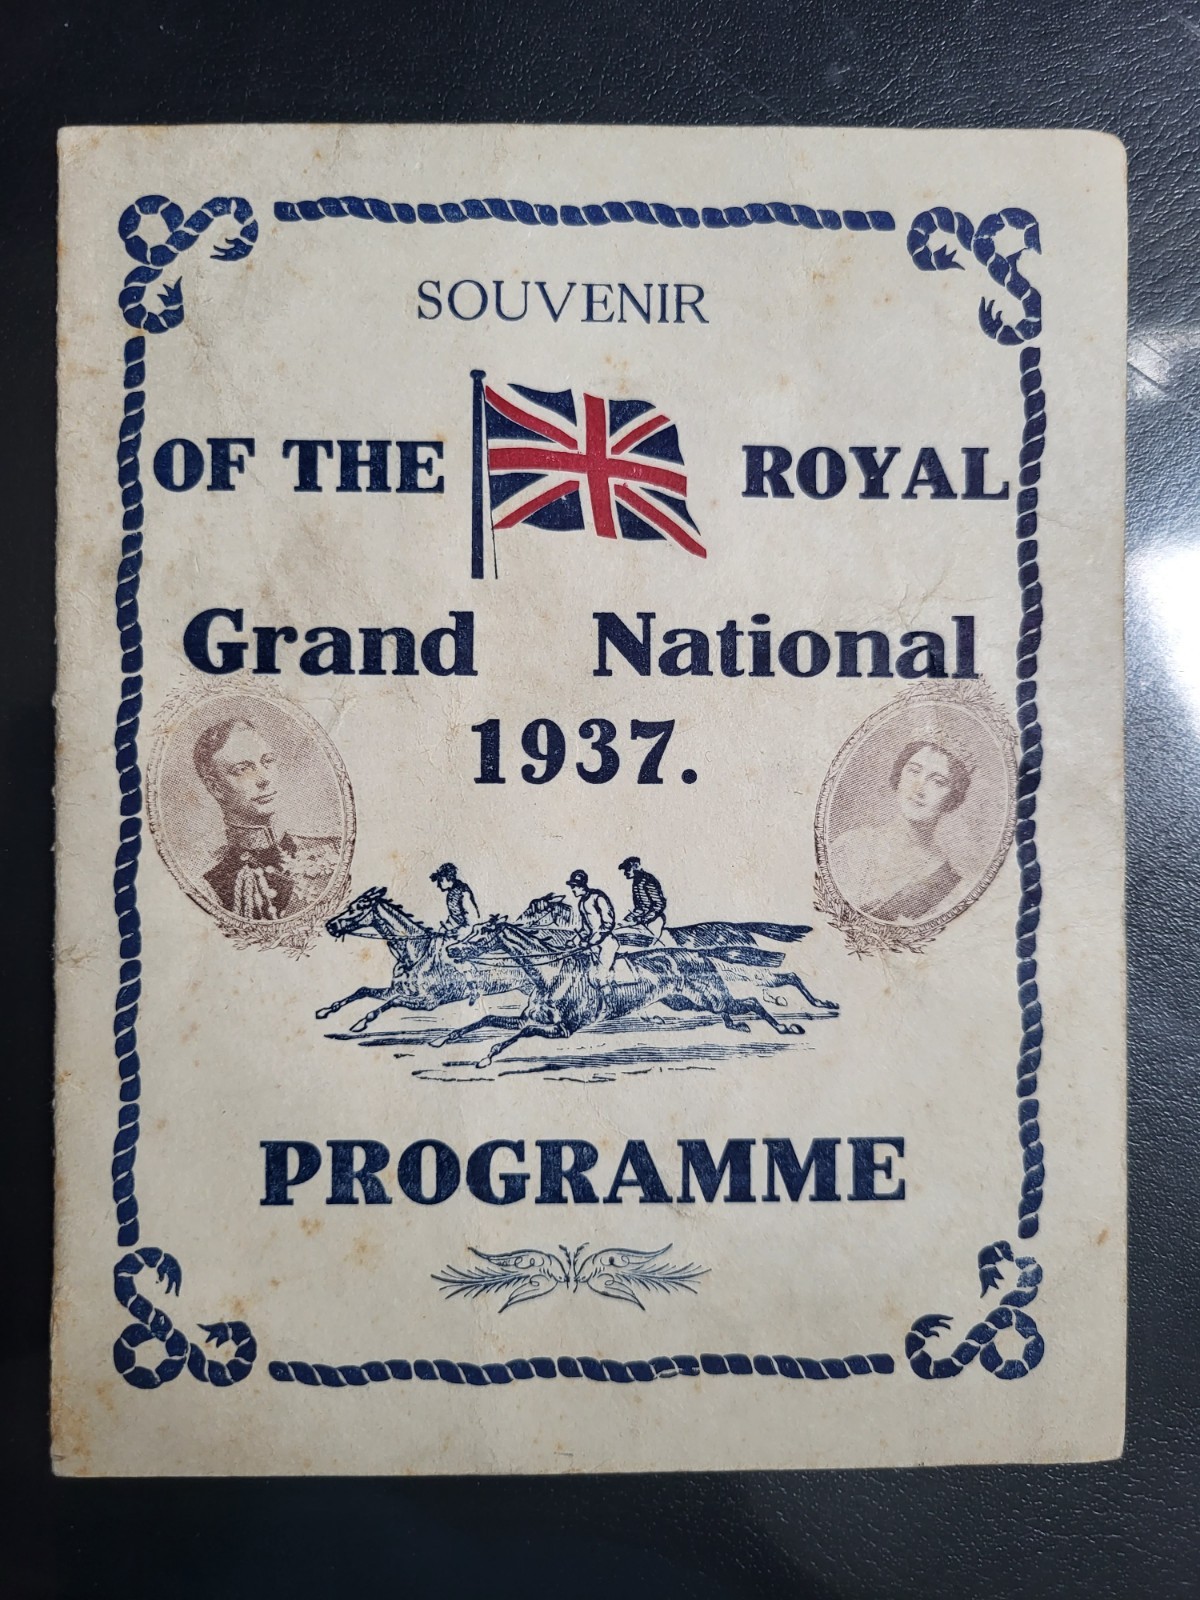 SOUVENIR
OF THE ROYAL
Grand National
1937.
PROGRAMME